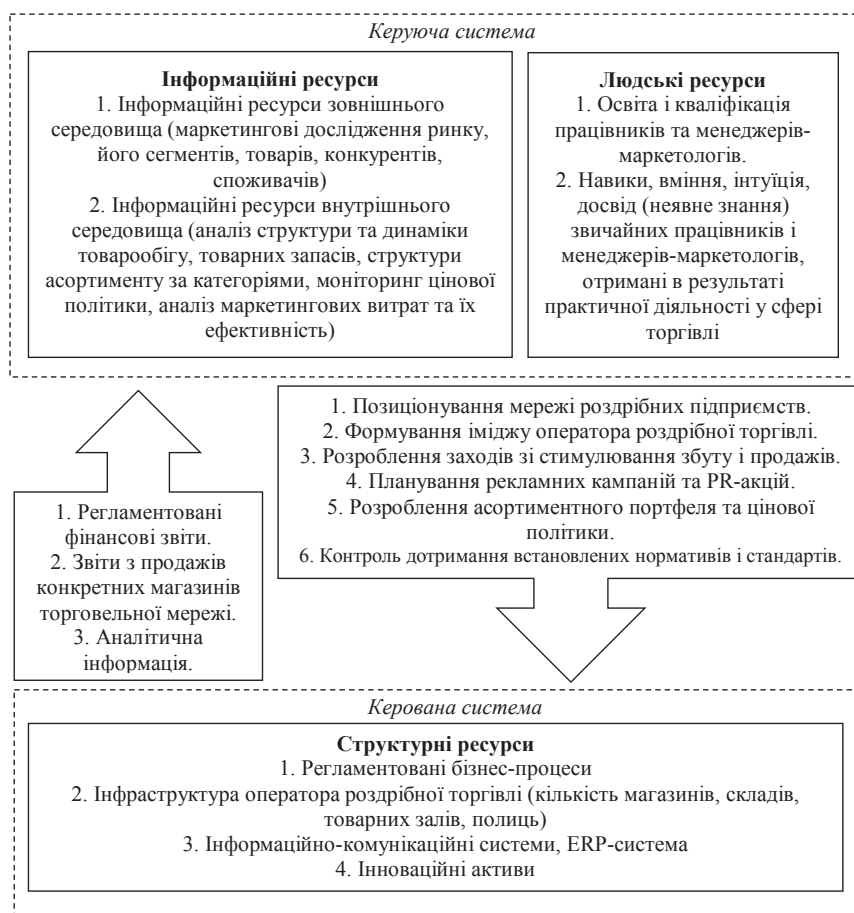 Керуюча система
Інформаційні ресурси
1. Інформаційні ресурси зовнішнього
середовища (маркетингові дослідження ринку,
його сегментів, товарів, конкурентів,
споживачів)
2. Інформаційні ресурси внутрішнього
середовища (аналіз структури та динаміки
товарообігу, товарних запасів, структури
асортименту за категоріями, моніторинг цінової
політики, аналіз маркетингових витрат та їх
ефективність)
Людські ресурси
1. Освіта і кваліфікація
працівників та менеджерів-
маркетологів.
2. Навики, вміння, інтуїція,
досвід (неявне знання)
звичайних працівників і
менеджерів-маркетологів,
отримані в результаті
практичної діяльності у сфері
торгівлі
1. Регламентовані
фінансові звіти.
2. Звіти з продажів
конкретних магазинів
торговельної мережі.
3. Аналітична
інформація.
1. Позиціонування мережі роздрібних підприємств.
2. Формування іміджу оператора роздрібної торгівлі.
3. Розроблення заходів зі стимулювання збуту і продажів.
4. Планування рекламних кампаній та PR-акцій.
5. Розроблення асортиментного портфеля та цінової
політики.
6. Контроль дотримання встановлених нормативів і стандартів.
Керована система
Структурні ресурси
1. Регламентовані бізнес-процеси
2. Інфраструктура оператора роздрібної торгівлі (кількість магазинів, складів,
товарних залів, полиць)
3. Інформаційно-комунікаційні системи, ERP-система
4. Інноваційні активи